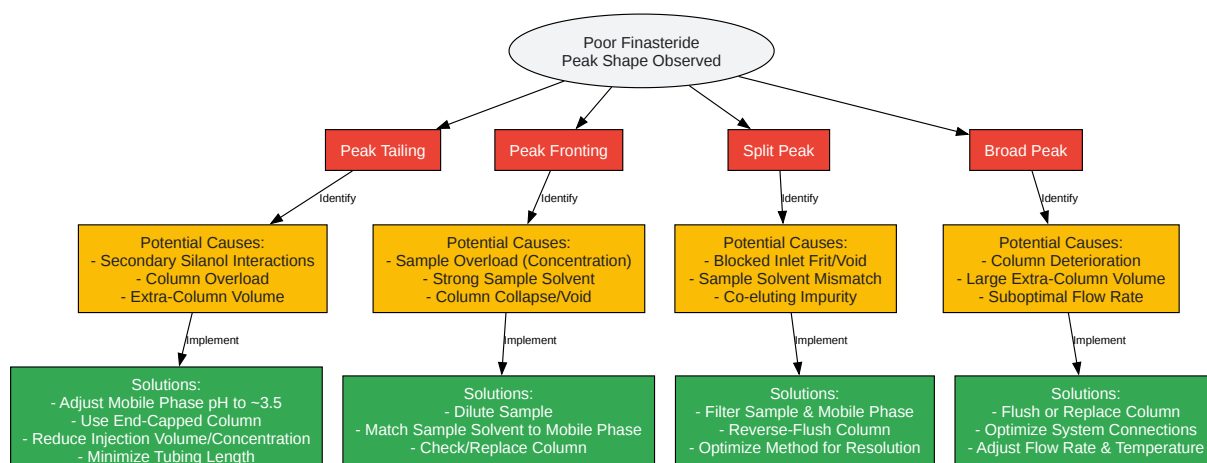 Poor Finasteride
Peak Shape Observed
Peak Tailing
Peak Fronting
Split Peak
Broad Peak
Identify
Identify
Identify
Identify
Potential Causes:
- Secondary Silanol Interactions
- Column Overload
- Extra-Column Volume
Potential Causes:
- Sample Overload (Concentration)
- Strong Sample Solvent
- Column Collapse/Void
Potential Causes:
- Blocked Inlet Frit/Void
- Sample Solvent Mismatch
- Co-eluting Impurity
Potential Causes:
- Column Deterioration
- Large Extra-Column Volume
- Suboptimal Flow Rate
Implement
Implement
Implement
Implement
Solutions:
- Adjust Mobile Phase pH to ~3.5
- Use End-Capped Column
- Reduce Injection Volume/Concentration
- Minimize Tubing Length
Solutions:
- Dilute Sample
- Match Sample Solvent to Mobile Phase
- Check/Replace Column
Solutions:
- Filter Sample & Mobile Phase
- Reverse-Flush Column
- Optimize Method for Resolution
Solutions:
- Flush or Replace Column
- Optimize System Connections
- Adjust Flow Rate & Temperature